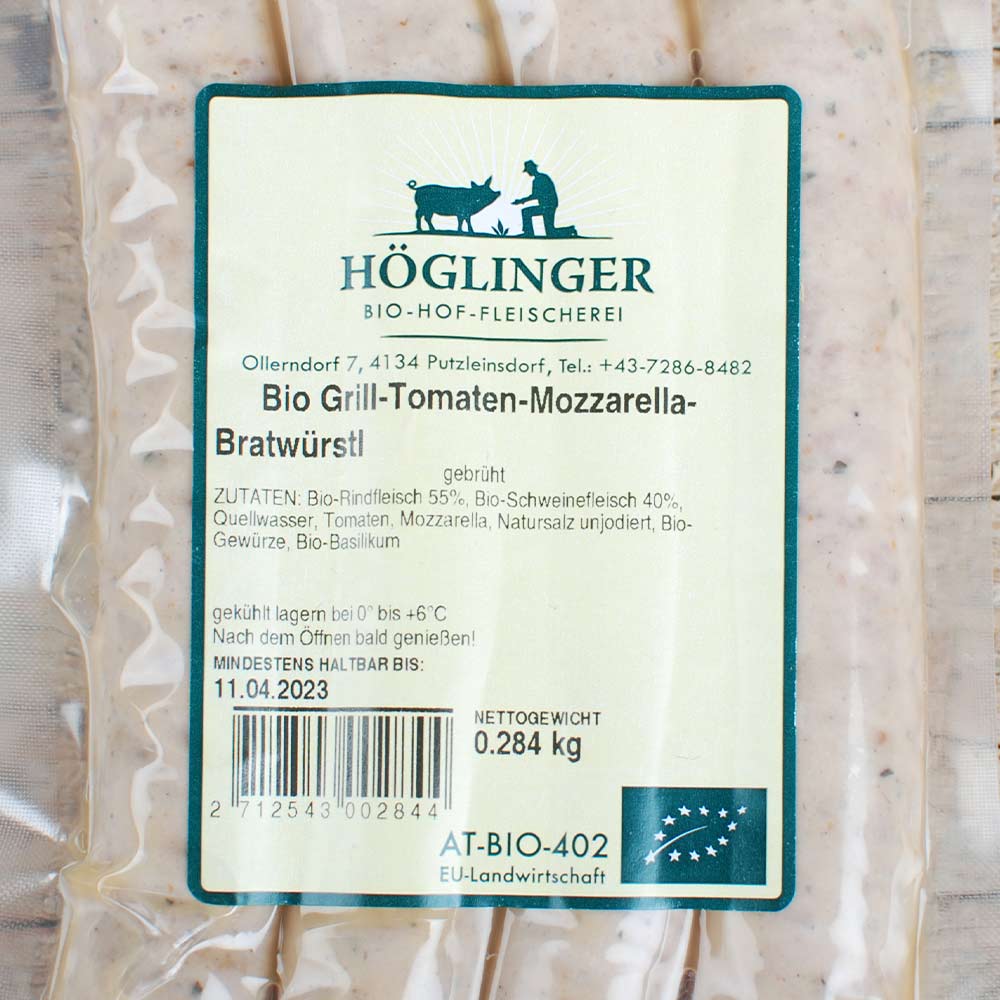 HÖGLINGER
BIO-HOF-FLEISCHEREI
Ollerndorf 7, 4134 Putzleinsdorf, Tel.: +43-7286-8482
Bio Grill-Tomaten-Mozzarella-
Bratwürstl
gebrüht
ZUTATEN: Bio-Rindfleisch 55%, Bio-Schweinefleisch 40%,
Quellwasser, Tomaten, Mozzarella, Natursalz unjodiert, Bio-
Gewürze, Bio-Basilikum
gekühlt lagern bei 0° bis +6°C
Nach dem Öffnen bald genießen!
MINDESTENS HALTBAR BIS:
11.04.2023
NETTOGEWICHT
0.284 kg
2 712543 002844
AT-BIO-402
EU-Landwirtschaft